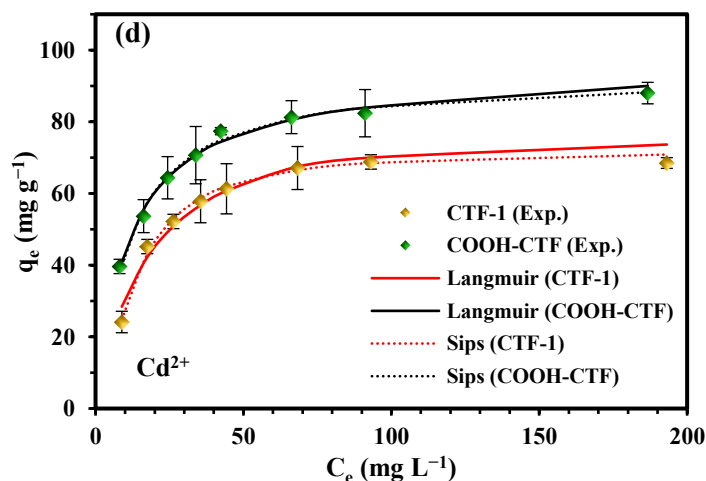 (d)
100
80
60
40
20
0
qₑ (mg g⁻¹)
CTF-1 (Exp.)
COOH-CTF (Exp.)
Langmuir (CTF-1)
Langmuir (COOH-CTF)
Sips (CTF-1)
Sips (COOH-CTF)
Cd²⁺
0 50 100 150 200
Cₑ (mg L⁻¹)